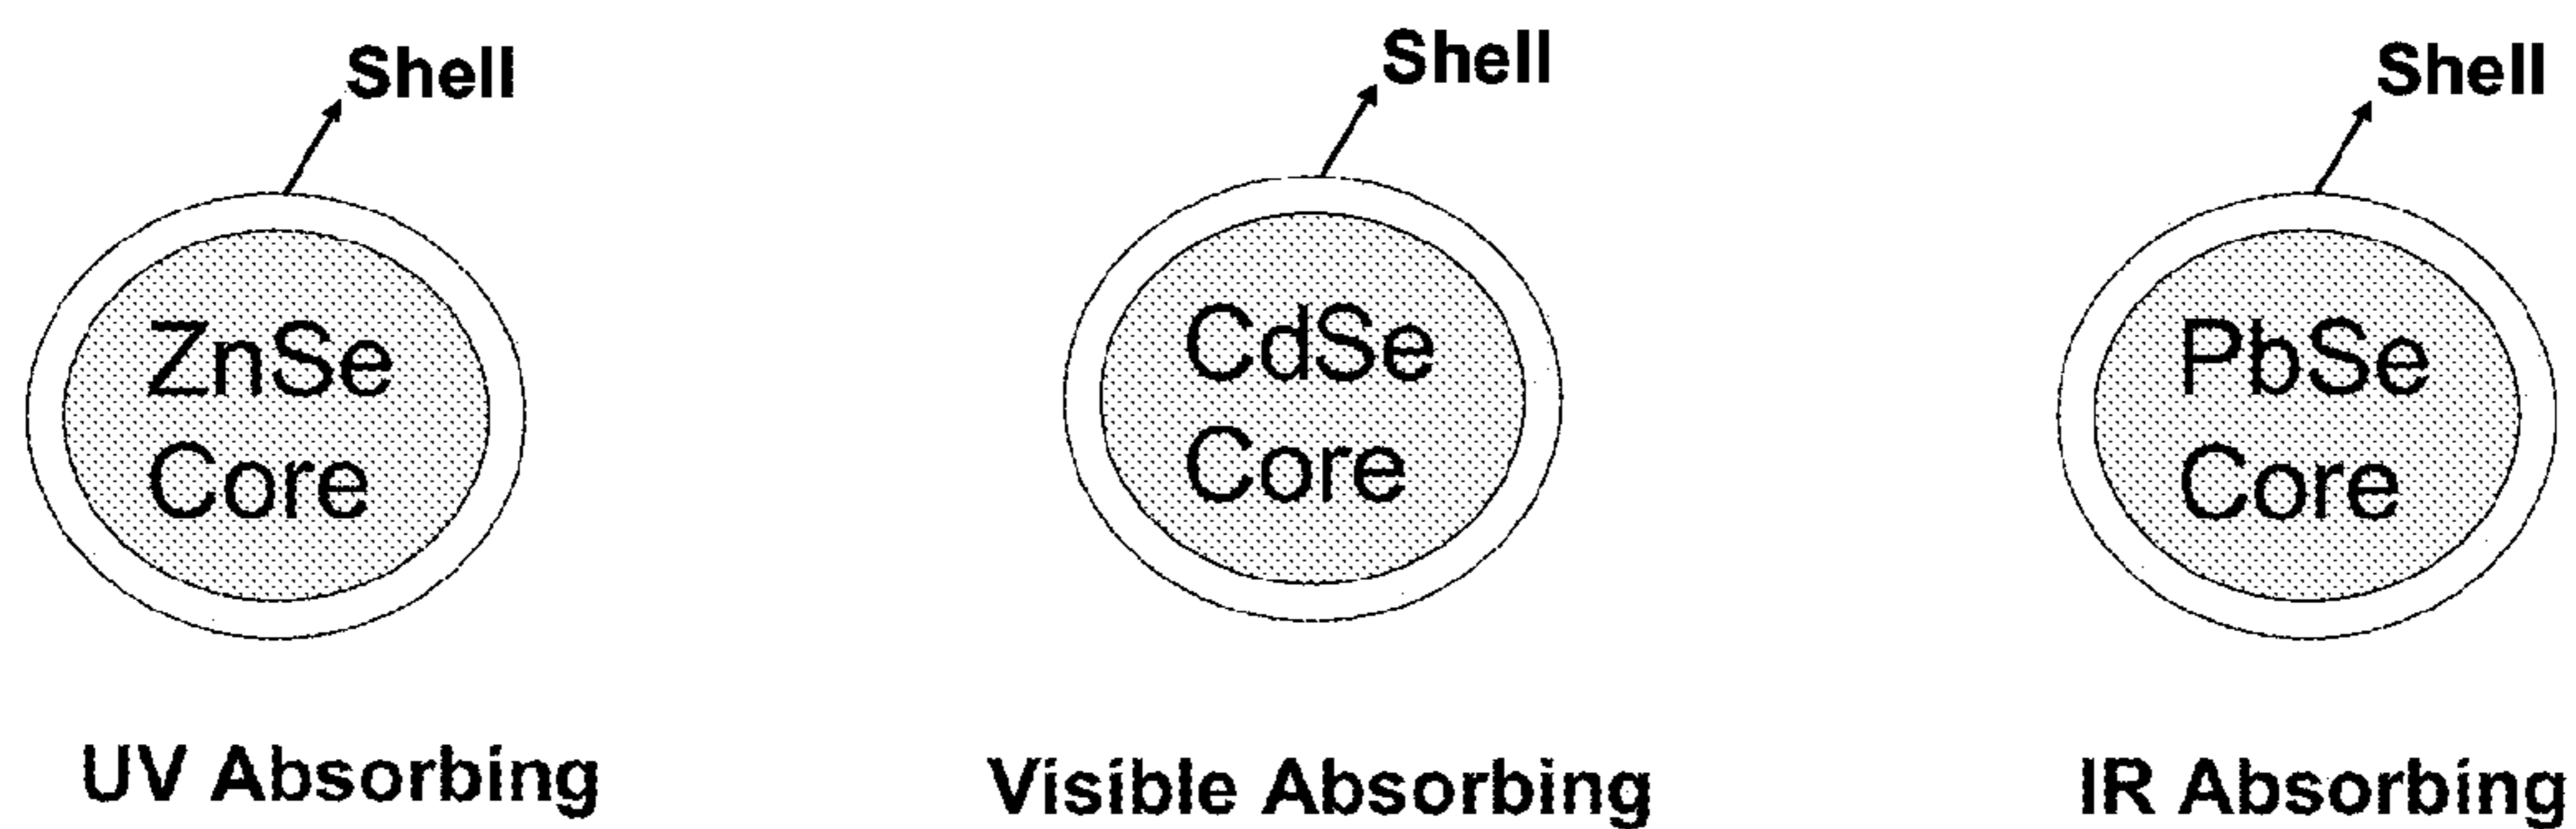 Shell
Shell
Shell
ZnSe
Core
CdSe
Core
PbSe
Core
UV Absorbing
Visible Absorbing
IR Absorbing